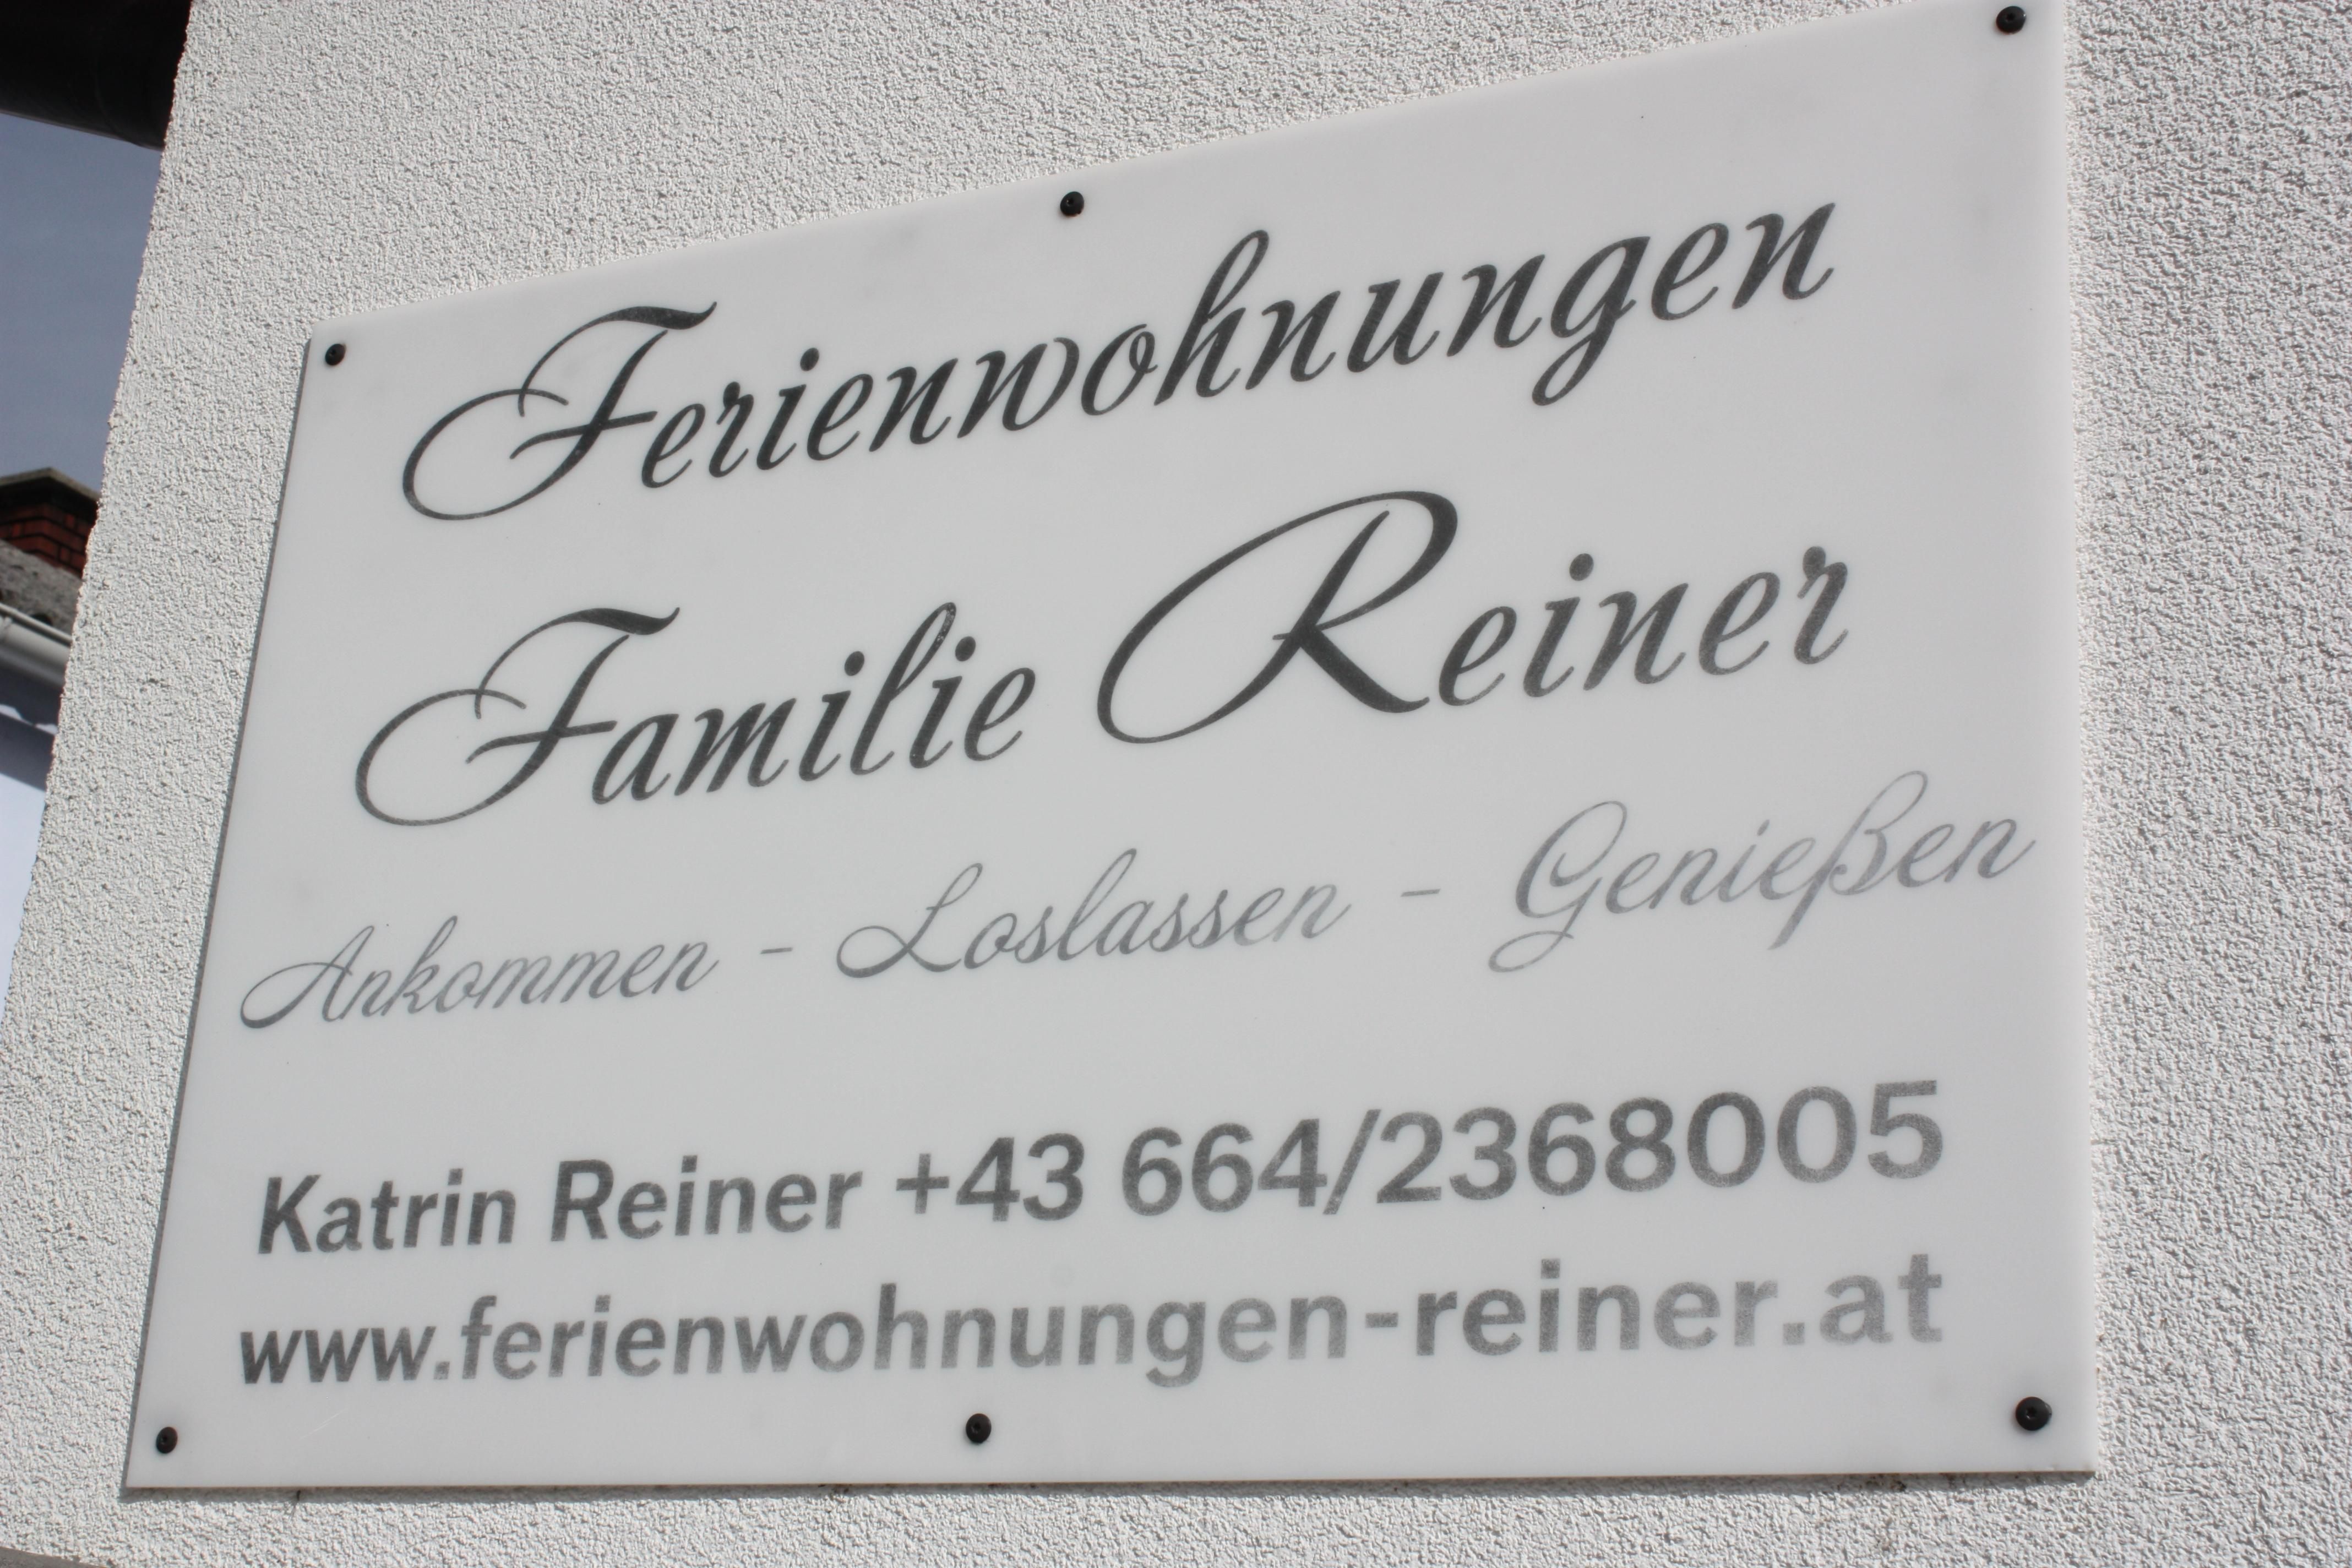 Ferienwohnungen
Familie Reiner
Ankommen - Loslassen - Genießen
Katrin Reiner +43 664/2368005
www.ferienwohnungen-reiner.at